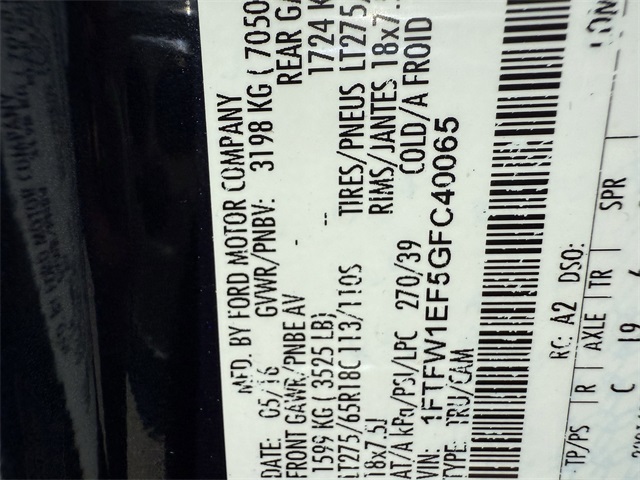 MFD. BY FORD MOTOR COMPANY
DATE: 05/16 GVWR/PNBV: 3198 KG ( 7050
FRONT GAWR/PNBE AV REAR GA
1599 KG ( 3525 LB) 1724 K
LT275/65R18C 113/110S TIRES/PNEUS LT275/
18x7.5J RIMS/JANTES 18x7.
AT/A kPa/PSI/LPC 270/39 COLD/A FROID
VIN: 1FTFW1EF5GFC40065
TYPE: TRU/CAM
RC: A2 DSO:
TP/PS R AXLE TR SPR
C 19 6